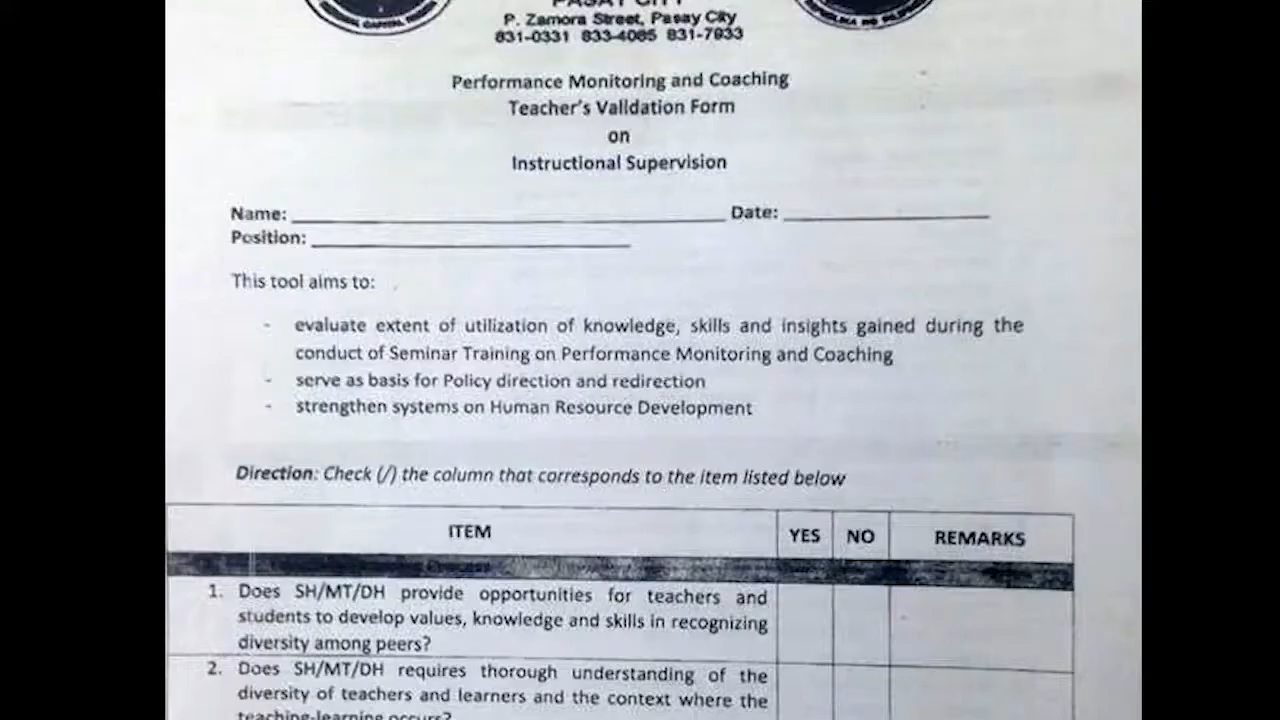 PASAY CITY
P. Zamora Street, Pasay City
831-0331 833-4085 831-7933
Performance Monitoring and Coaching
Teacher's Validation Form
on
Instructional Supervision
Name: Date:
Position:
This tool aims to:
- evaluate extent of utilization of knowledge, skills and insights gained during the
conduct of Seminar Training on Performance Monitoring and Coaching
- serve as basis for Policy direction and redirection
- strengthen systems on Human Resource Development
Direction: Check (/) the column that corresponds to the item listed below
ITEM YES NO REMARKS
1. Does SH/MT/DH provide opportunities for teachers and
students to develop values, knowledge and skills in recognizing
diversity among peers?
2. Does SH/MT/DH requires thorough understanding of the
diversity of teachers and learners and the context where the
teaching-learning occurs?